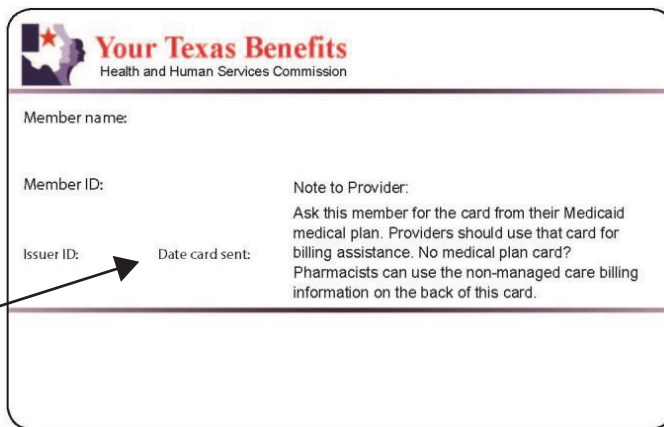 Your Texas Benefits
Health and Human Services Commission
Member name:
Member ID:
Note to Provider:
Ask this member for the card from their Medicaid
medical plan. Providers should use that card for
billing assistance. No medical plan card?
Pharmacists can use the non-managed care billing
information on the back of this card.
Issuer ID:
Date card sent: